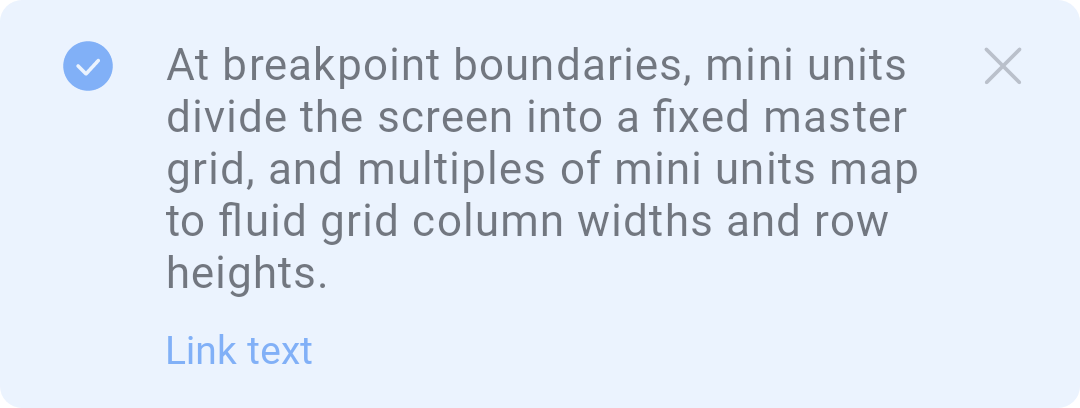 At breakpoint boundaries, mini units
divide the screen into a fixed master
grid, and multiples of mini units map
to fluid grid column widths and row
heights.
Link text